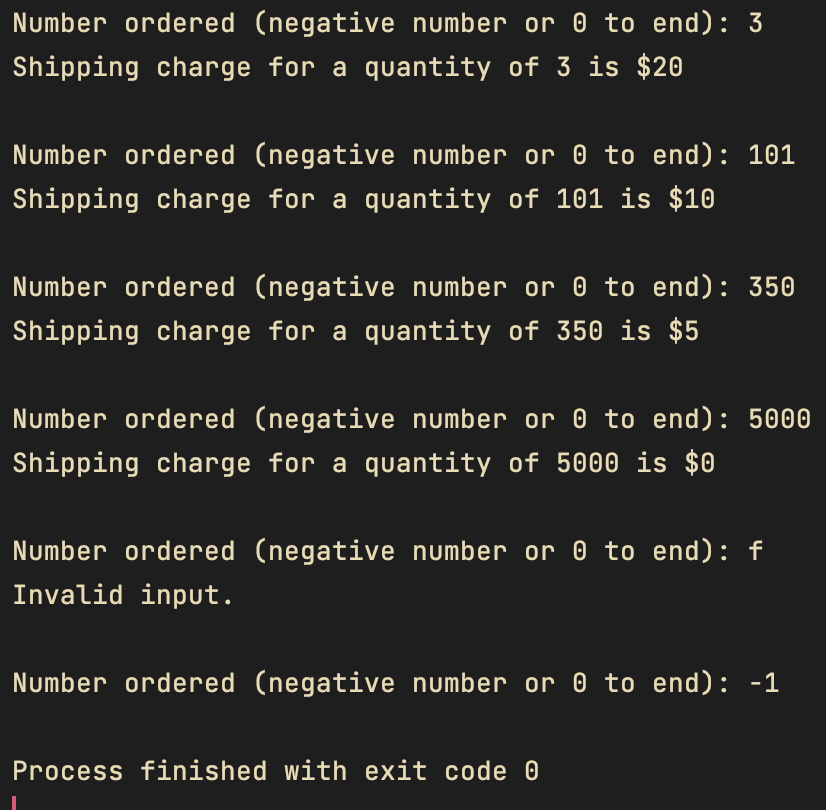 Number ordered (negative number or 0 to end): 3
Shipping charge for a quantity of 3 is $20
Number ordered (negative number or 0 to end): 101
Shipping charge for a quantity of 101 is $10
Number ordered (negative number or 0 to end): 350
Shipping charge for a quantity of 350 is $5
Number ordered (negative number or 0 to end): 5000
Shipping charge for a quantity of 5000 is $0
Number ordered (negative number or 0 to end): f
Invalid input.
Number ordered (negative number or 0 to end): -1
Process finished with exit code 0